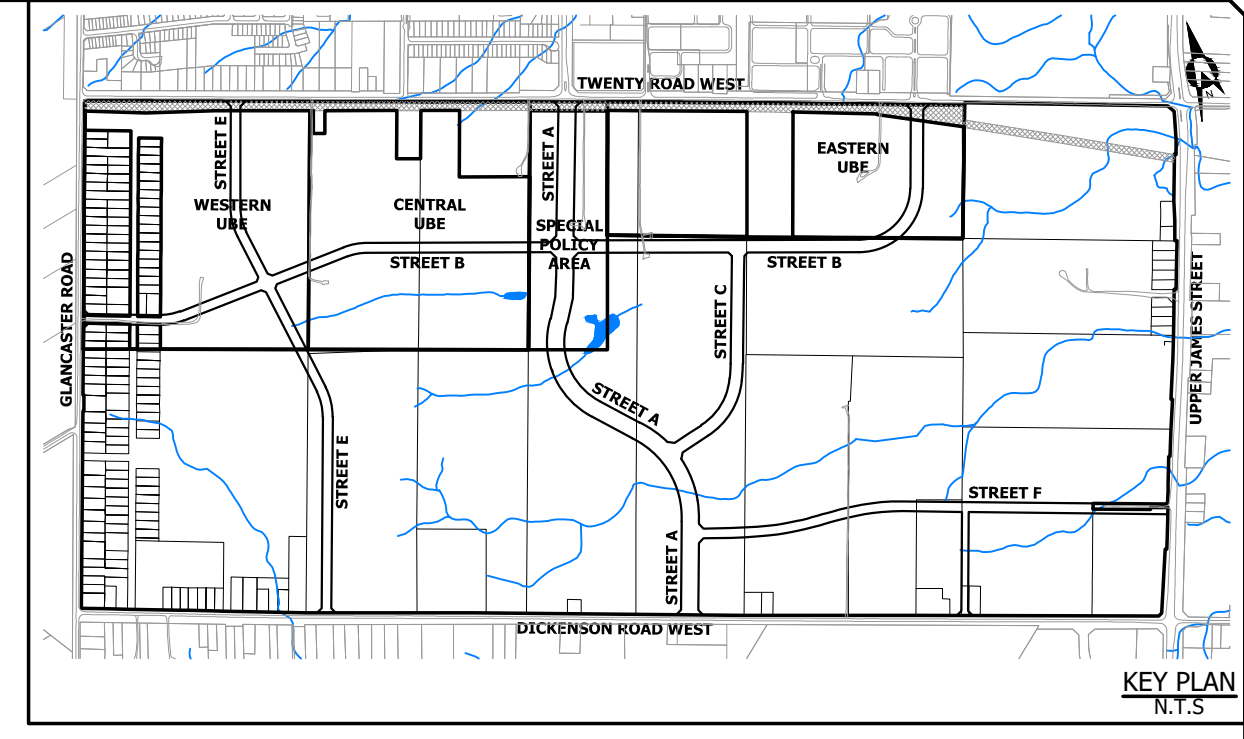 TWENTY ROAD WEST
N
STREET E
STREET A
EASTERN
UBE
WESTERN
UBE
CENTRAL
UBE
SPECIAL
POLICY
AREA
STREET B
STREET B
GLANCASTER ROAD
STREET C
UPPER JAMES STREET
STREET A
STREET E
STREET F
STREET A
DICKENSON ROAD WEST
KEY PLAN
N.T.S